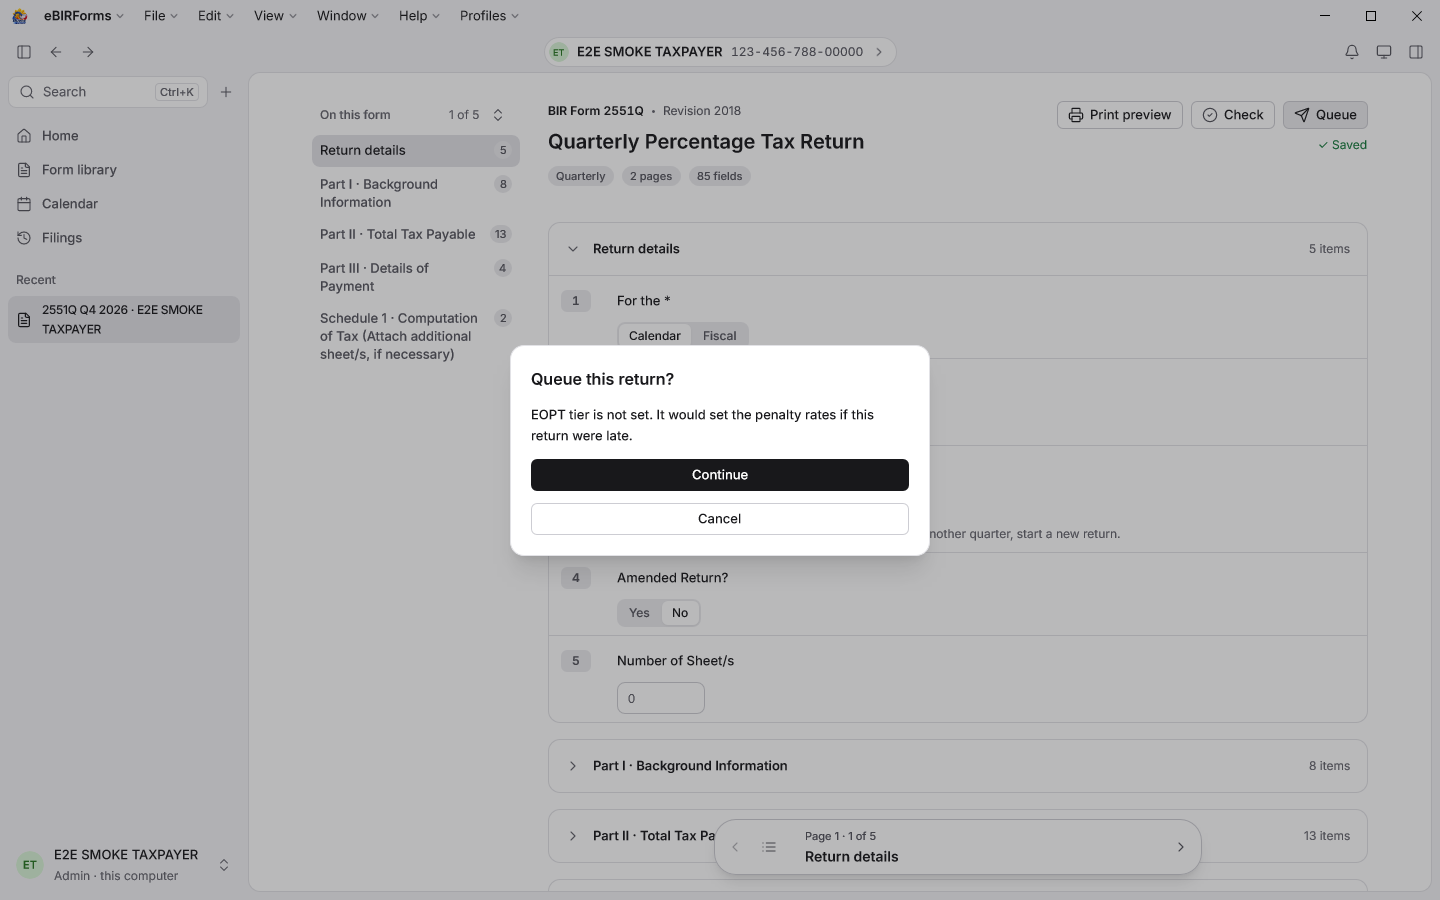 eBIRForms
File
Edit
View
Window
Help
Profiles
ET
E2E SMOKE TAXPAYER
123-456-788-00000
Search
Ctrl+K
Home
Form library
Calendar
Filings
Recent
2551Q Q4 2026 · E2E SMOKE
TAXPAYER
On this form
1 of 5
Return details
5
Part I · Background
Information
8
Part II · Total Tax Payable
13
Part III · Details of
Payment
4
Schedule 1 · Computation
of Tax (Attach additional
sheet/s, if necessary)
2
BIR Form 2551Q · Revision 2018
Quarterly Percentage Tax Return
Quarterly
2 pages
85 fields
Print preview
Check
Queue
Saved
Return details
5 items
1
For the *
Calendar
Fiscal
Queue this return?
EOPT tier is not set. It would set the penalty rates if this
return were late.
Continue
Cancel
nother quarter, start a new return.
4
Amended Return?
Yes
No
5
Number of Sheet/s
0
Part I · Background Information
8 items
Part II · Total Tax Pa
13 items
Page 1 · 1 of 5
Return details
ET
E2E SMOKE TAXPAYER
Admin · this computer